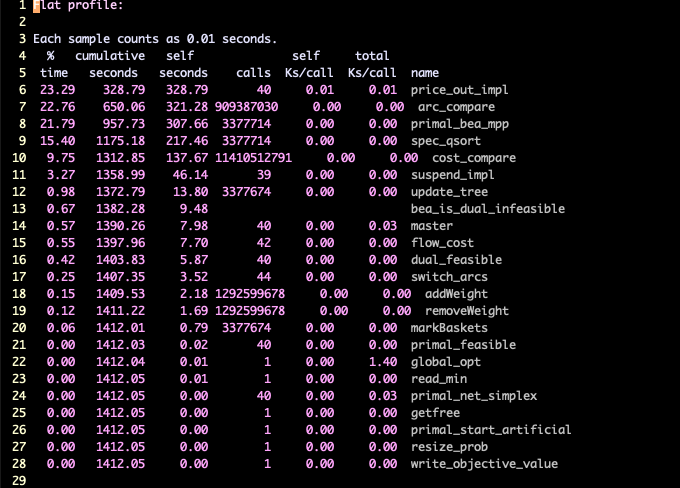 1 Flat profile:
2
3 Each sample counts as 0.01 seconds.
4   %   cumulative   self              self     total
5  time   seconds   seconds    calls  Ks/call  Ks/call  name
6  23.29    328.79   328.79       40     0.01     0.01  price_out_impl
7  22.76    650.06   321.28 909387030     0.00     0.00  arc_compare
8  21.79    957.73   307.66  3377714     0.00     0.00  primal_bea_mpp
9  15.40   1175.18   217.46  3377714     0.00     0.00  spec_qsort
10   9.75   1312.85   137.67 11410512791     0.00     0.00  cost_compare
11   3.27   1358.99    46.14       39     0.00     0.00  suspend_impl
12   0.98   1372.79    13.80  3377674     0.00     0.00  update_tree
13   0.67   1382.28     9.48                             bea_is_dual_infeasible
14   0.57   1390.26     7.98       40     0.00     0.03  master
15   0.55   1397.96     7.70       42     0.00     0.00  flow_cost
16   0.42   1403.83     5.87       40     0.00     0.00  dual_feasible
17   0.25   1407.35     3.52       44     0.00     0.00  switch_arcs
18   0.15   1409.53     2.18 1292599678     0.00     0.00  addWeight
19   0.12   1411.22     1.69 1292599678     0.00     0.00  removeWeight
20   0.06   1412.01     0.79  3377674     0.00     0.00  markBaskets
21   0.00   1412.03     0.02       40     0.00     0.00  primal_feasible
22   0.00   1412.04     0.01        1     0.00     1.40  global_opt
23   0.00   1412.05     0.01        1     0.00     0.00  read_min
24   0.00   1412.05     0.00       40     0.00     0.03  primal_net_simplex
25   0.00   1412.05     0.00        1     0.00     0.00  getfree
26   0.00   1412.05     0.00        1     0.00     0.00  primal_start_artificial
27   0.00   1412.05     0.00        1     0.00     0.00  resize_prob
28   0.00   1412.05     0.00        1     0.00     0.00  write_objective_value
29